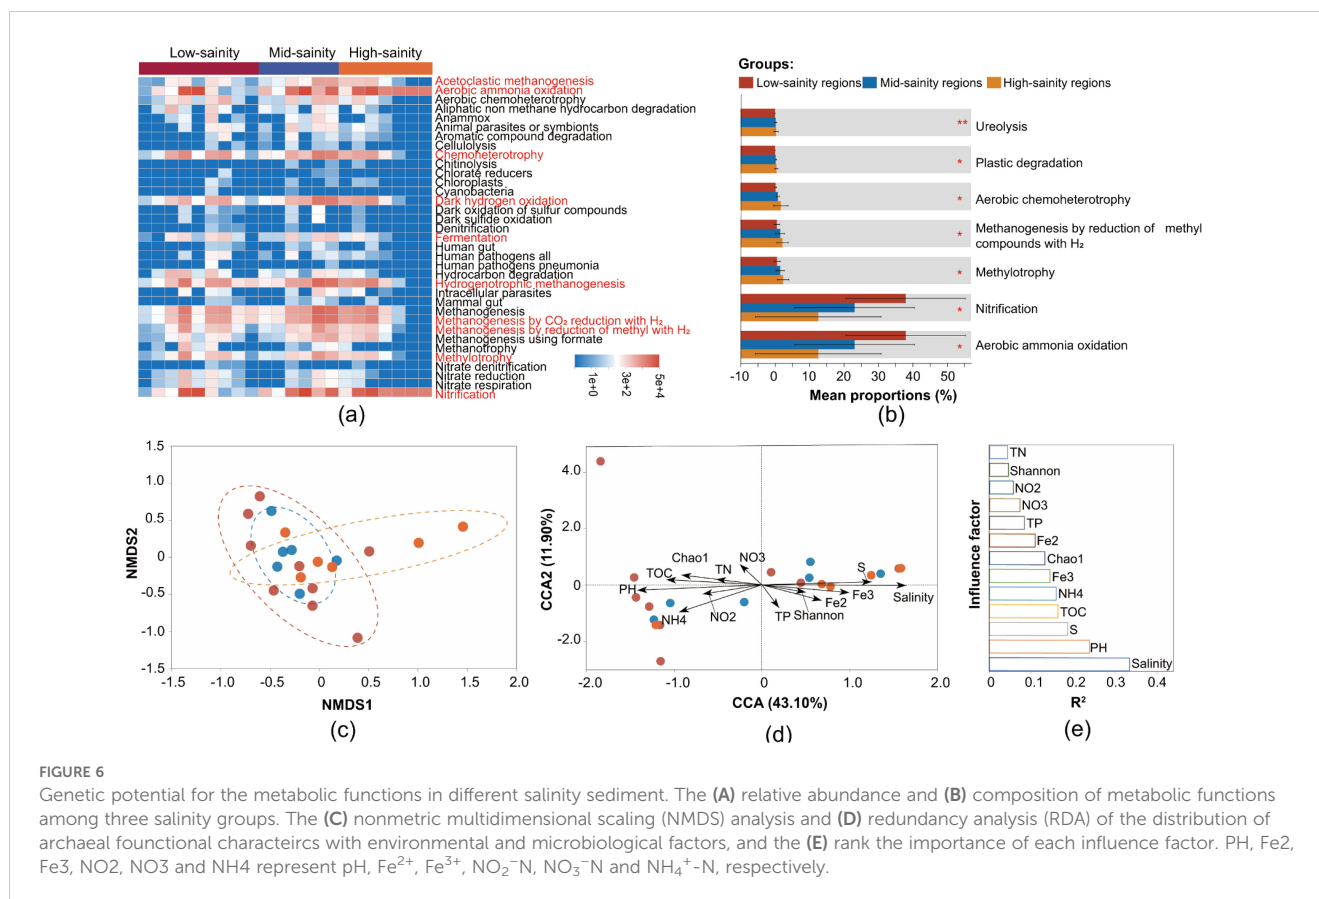 Low-sainity Mid-sainity High-sainity
Acetoclastic methanogenesis
Aerobic ammonia oxidation
Aerobic chemoheterotrophy
Aliphatic non methane hydrocarbon degradation
Anammox
Animal parasites or symbionts
Aromatic compound degradation
Cellulolysis
Chemoheterotrophy
Chitinolysis
Chlorate reducers
Chloroplasts
Cyanobacteria
Dark hydrogen oxidation
Dark oxidation of sulfur compounds
Dark sulfide oxidation
Denitrification
Fermentation
Human gut
Human pathogens all
Human pathogens pneumonia
Hydrocarbon degradation
Hydrogenotrophic methanogenesis
Intracellular parasites
Mammal gut
Methanogenesis
Methanogenesis by CO₂ reduction with H₂
Methanogenesis by reduction of methyl with H₂
Methanogenesis using formate
Methanotrophy
Methylotrophy
Nitrate denitrification
Nitrate reduction
Nitrate respiration
Nitrification
1e+0 3e+2 5e+4
(a)
Groups:
Low-sainity regions Mid-sainity regions High-sainity regions
** Ureolysis
* Plastic degradation
* Aerobic chemoheterotrophy
* Methanogenesis by reduction of methyl
compounds with H₂
* Methylotrophy
* Nitrification
* Aerobic ammonia oxidation
-10 0 10 20 30 40 50
Mean proportions (%)
(b)
1.5
1.0
0.5
0
-0.5
-1.0
-1.5
NMDS2
-1.5 -1.0 -0.5 0 0.5 1.0 1.5 2.0
NMDS1
(c)
4.0
2.0
0
-2.0
CCA2 (11.90%)
NO3
Chao1
TN
TOC
S
PH
Fe3
Salinity
Fe2
NH4
NO2
TP
Shannon
-2.0 -1.0 0 1.0 2.0
CCA (43.10%)
(d)
Influence factor
TN
Shannon
NO2
NO3
TP
Fe2
Chao1
Fe3
NH4
TOC
S
PH
Salinity
0 0.1 0.2 0.3 0.4
R²
(e)
FIGURE 6
Genetic potential for the metabolic functions in different salinity sediment. The (A) relative abundance and (B) composition of metabolic functions
among three salinity groups. The (C) nonmetric multidimensional scaling (NMDS) analysis and (D) redundancy analysis (RDA) of the distribution of
archaeal founctional characteircs with environmental and microbiological factors, and the (E) rank the importance of each influence factor. PH, Fe2,
Fe3, NO2, NO3 and NH4 represent pH, Fe²⁺, Fe³⁺, NO₂⁻N, NO₃⁻N and NH₄⁺-N, respectively.